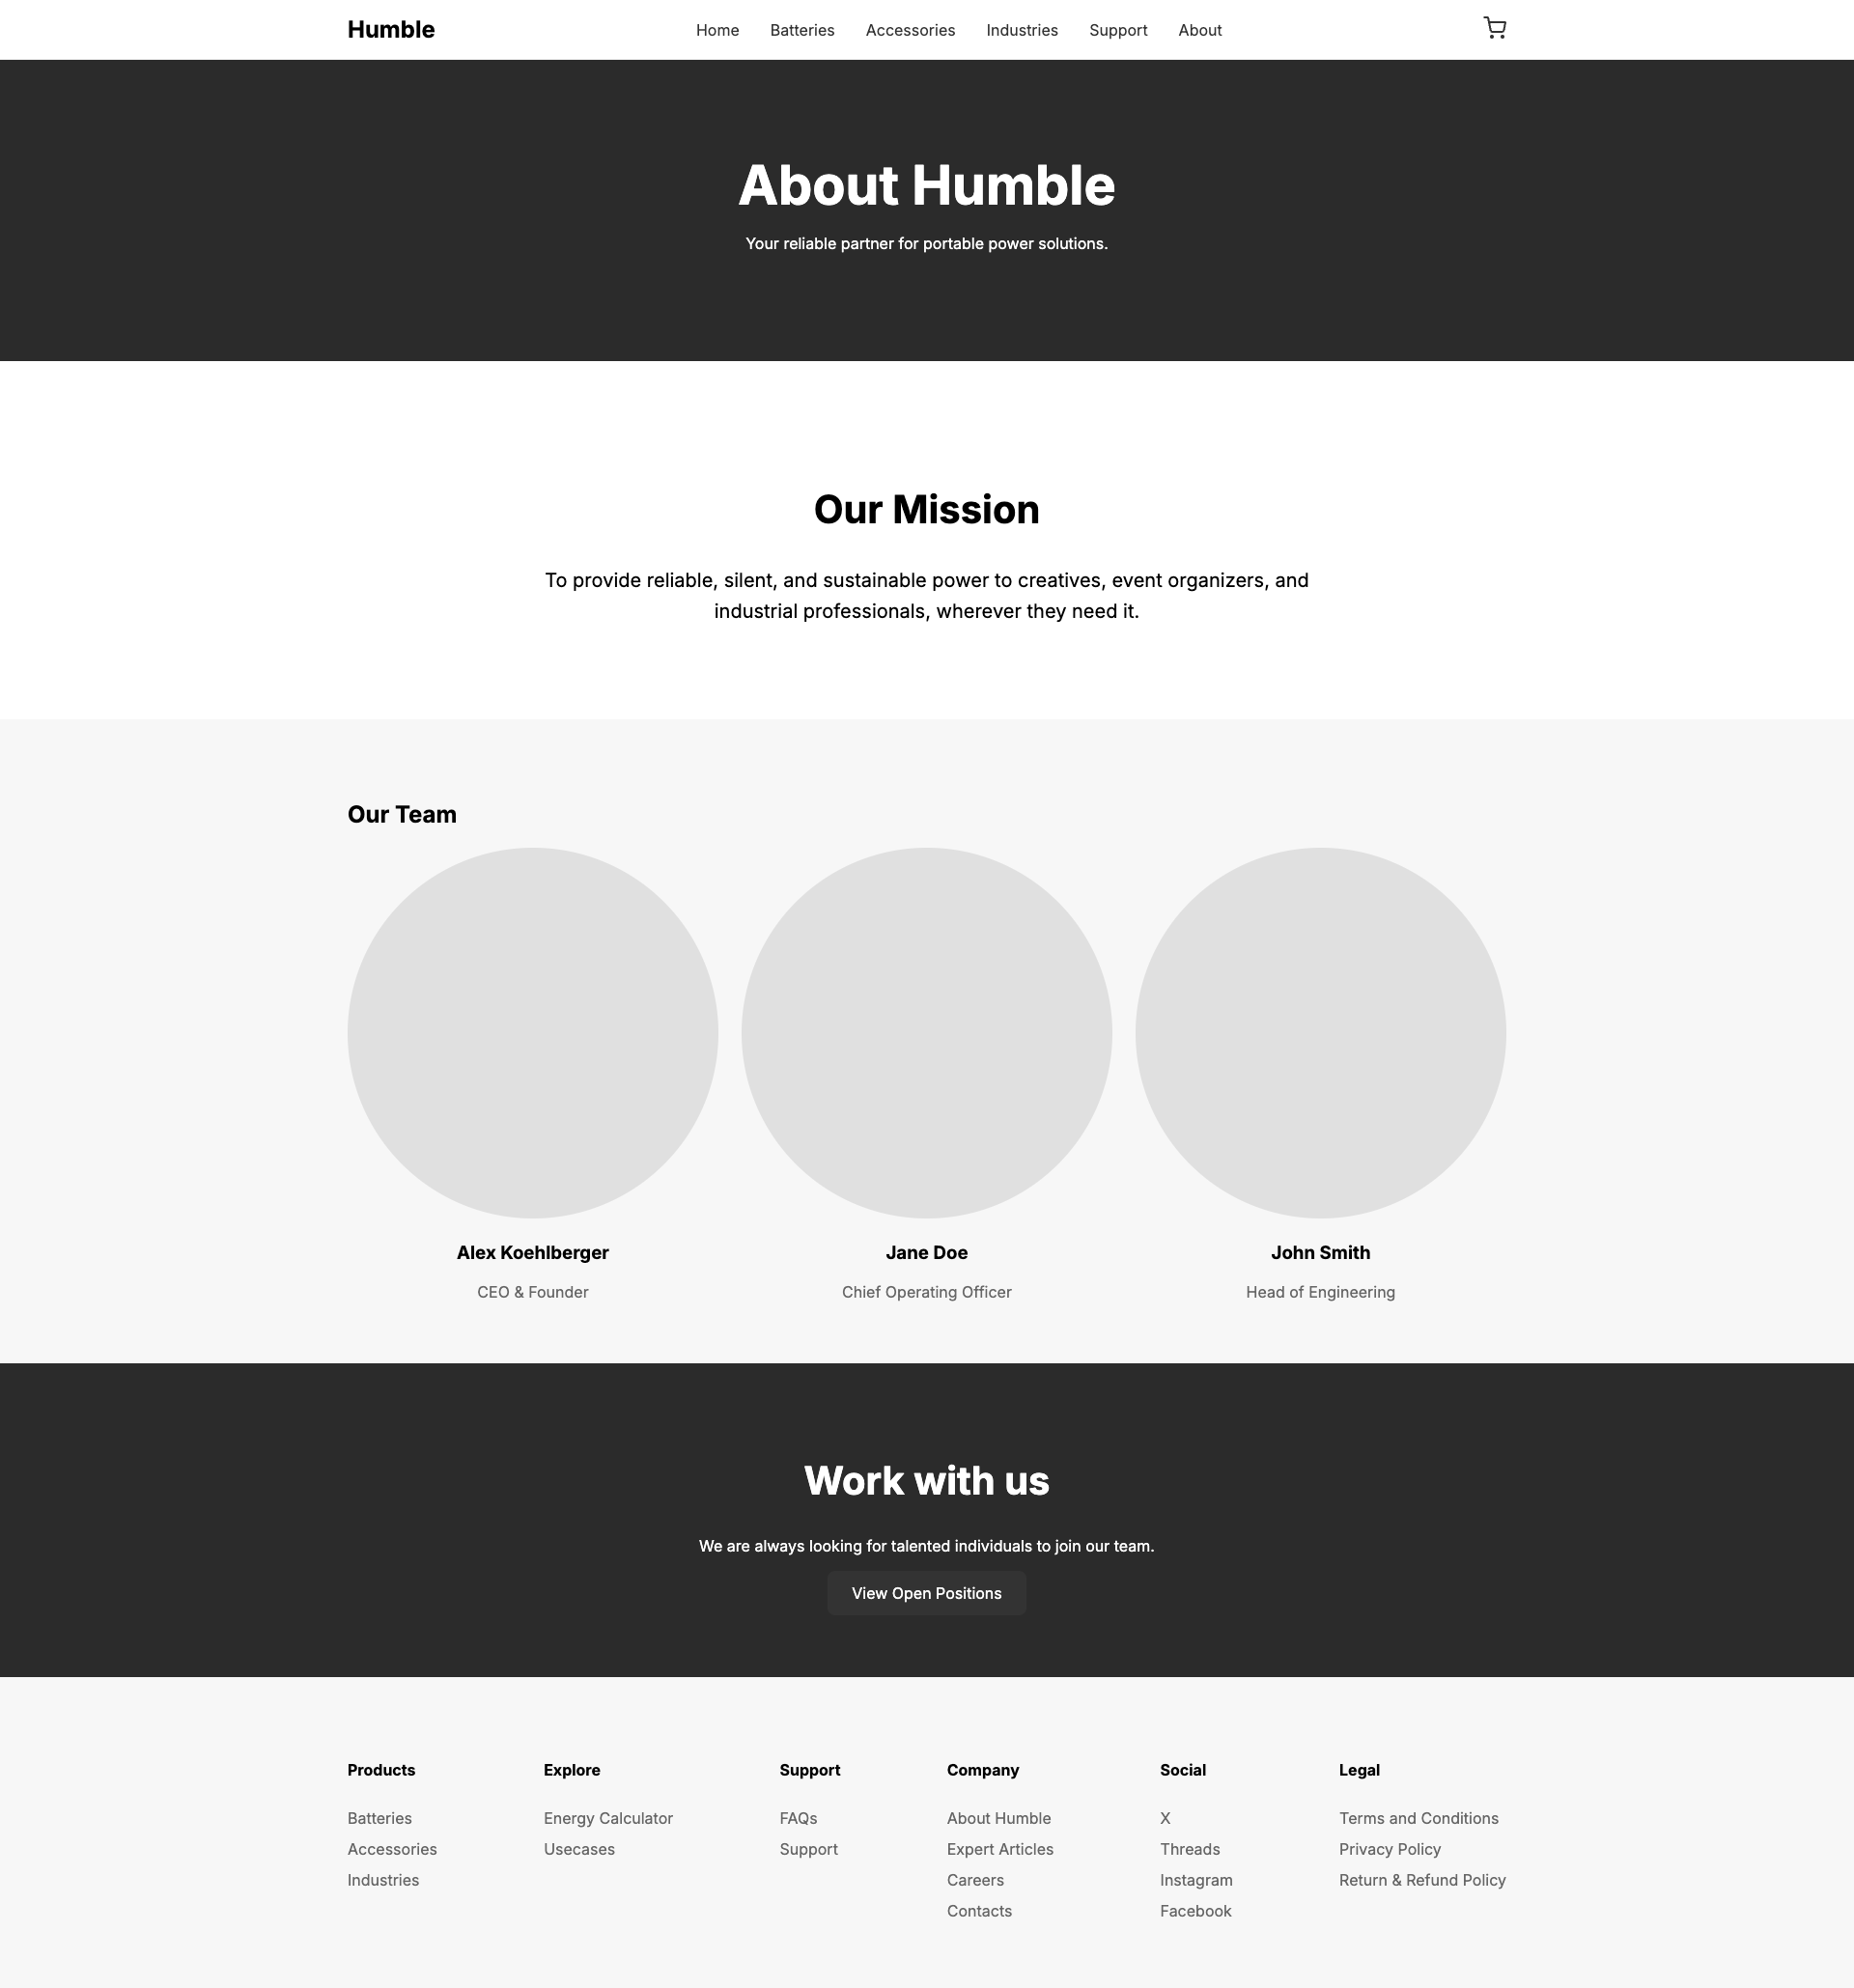 Humble
Home
Batteries
Accessories
Industries
Support
About
About Humble
Your reliable partner for portable power solutions.
Our Mission
To provide reliable, silent, and sustainable power to creatives, event organizers, and
industrial professionals, wherever they need it.
Our Team
Alex Koehlberger
CEO & Founder
Jane Doe
Chief Operating Officer
John Smith
Head of Engineering
Work with us
We are always looking for talented individuals to join our team.
View Open Positions
Products
Batteries
Accessories
Industries
Explore
Energy Calculator
Usecases
Support
FAQs
Support
Company
About Humble
Expert Articles
Careers
Contacts
Social
X
Threads
Instagram
Facebook
Legal
Terms and Conditions
Privacy Policy
Return & Refund Policy